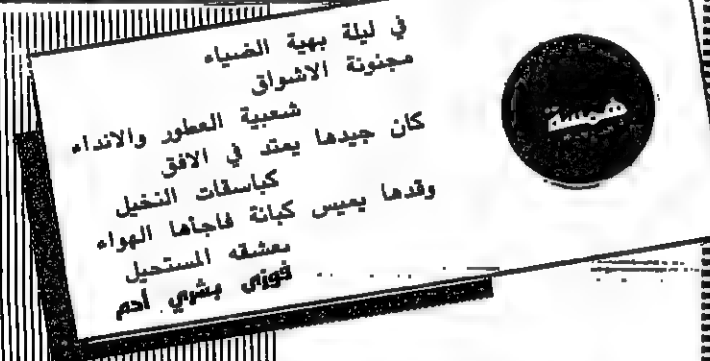 همسة
في ليلة بهية الضياء
مجنونة الاشواق
شعبية العطور والانداء
كان جيدها يمتد في الافق
كباسقات النخيل
وقدها يميس كبانة فاجأها الهواء
بعشقه المستحيل
فوزي بشري أدم